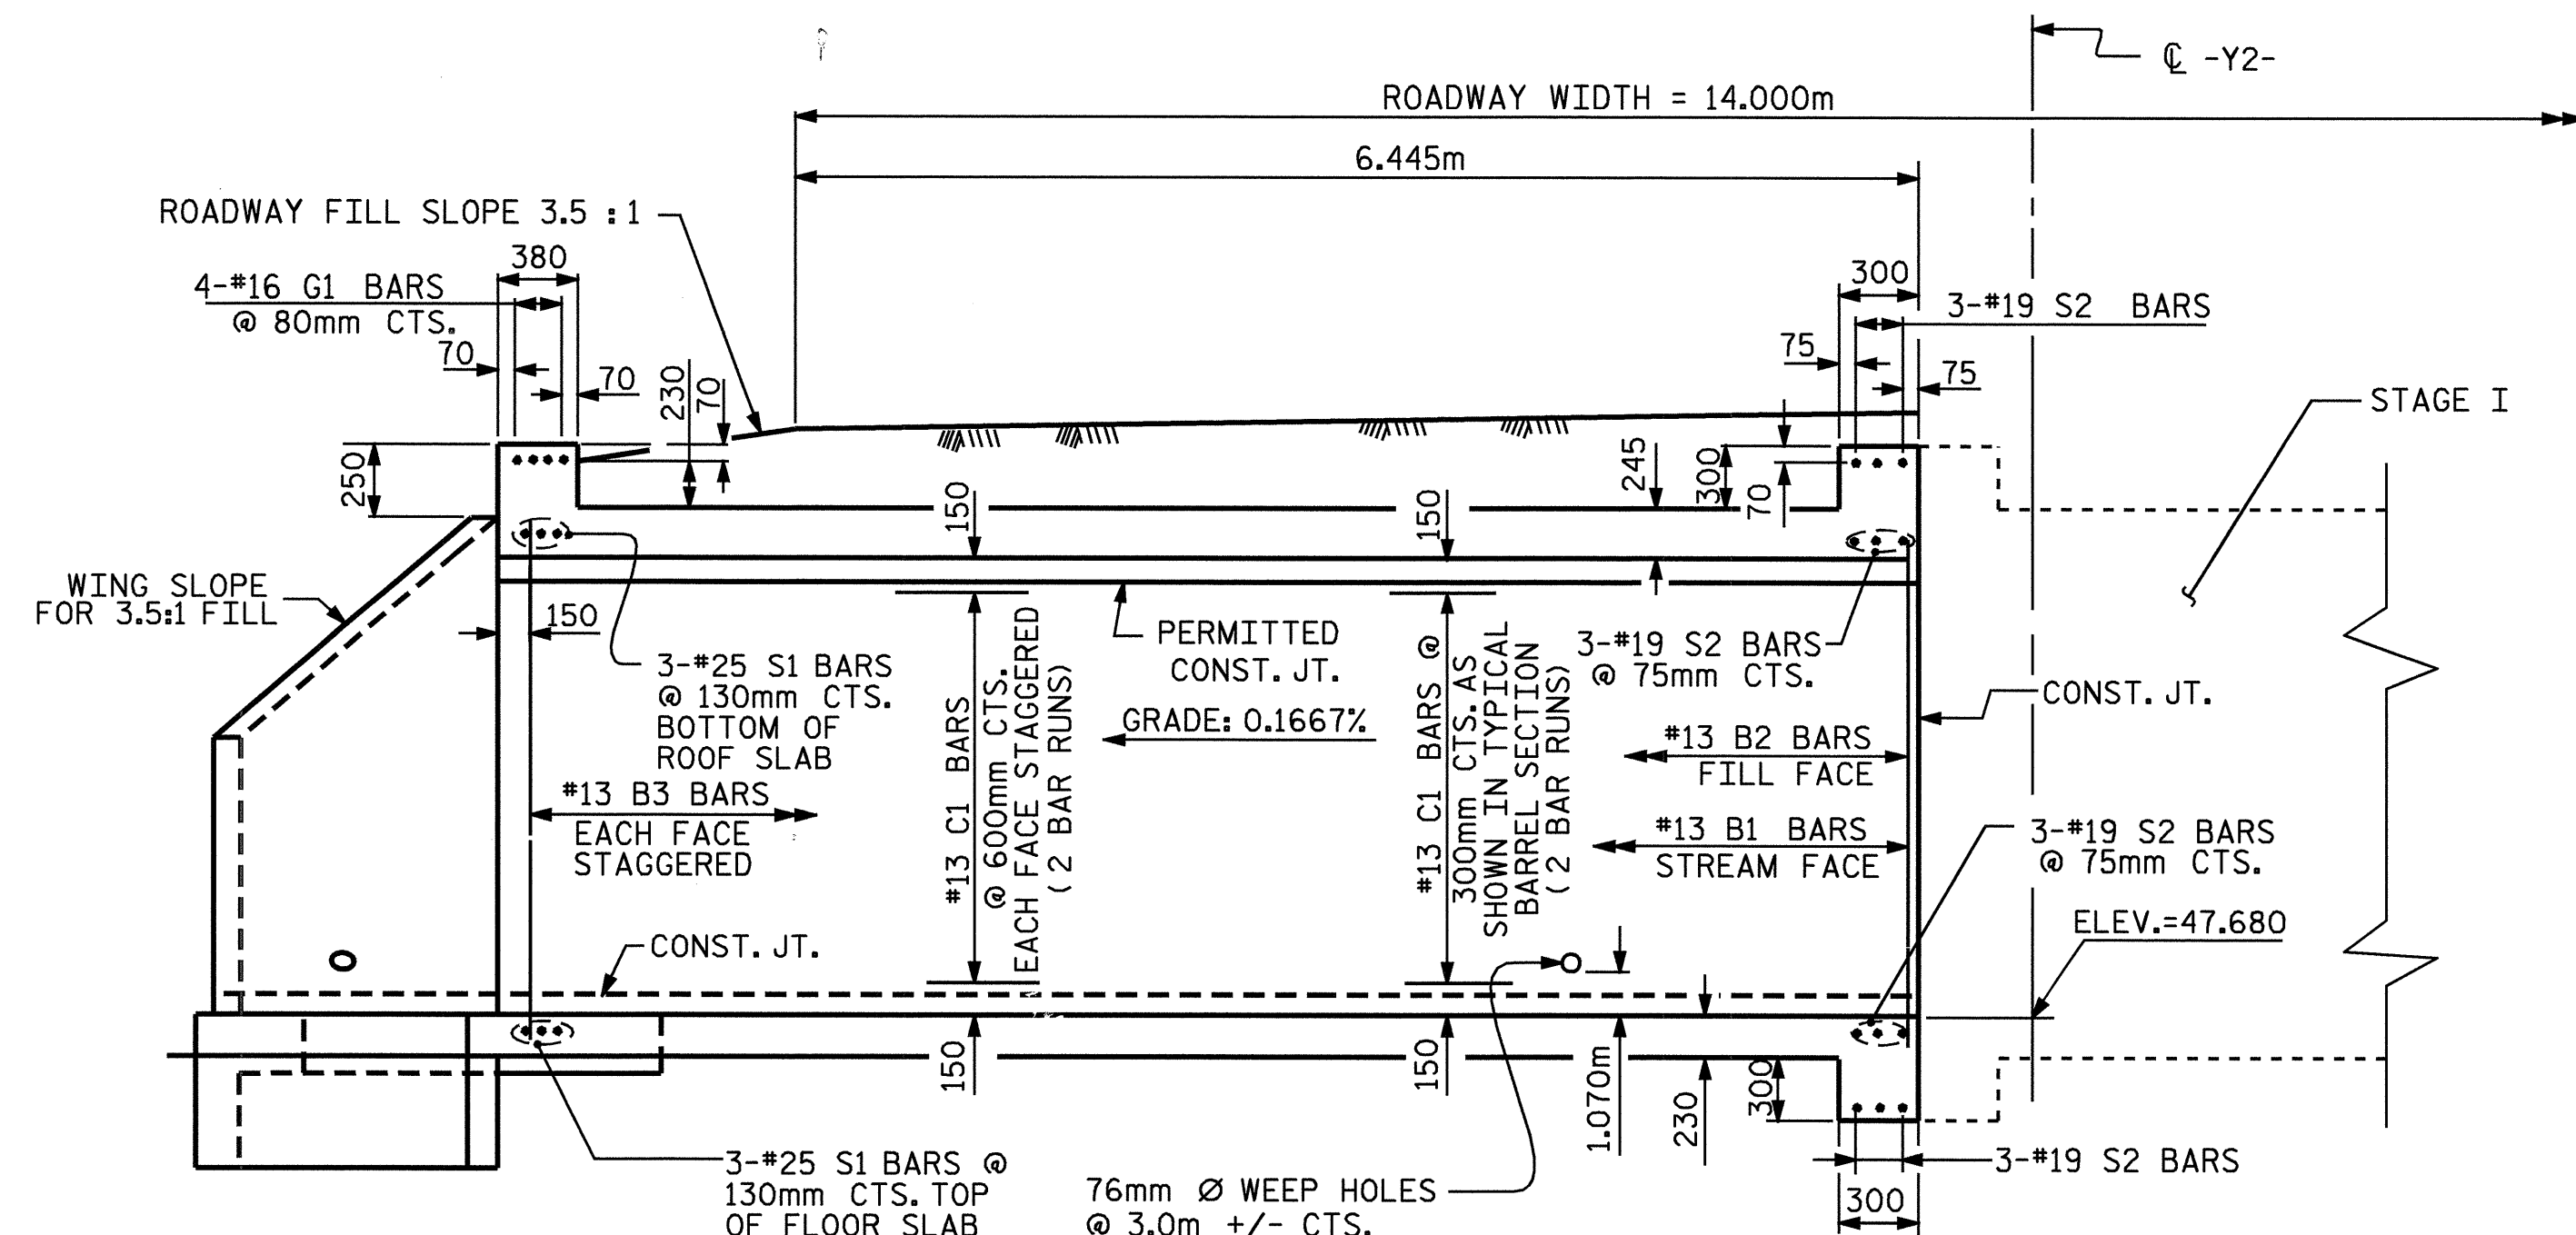 ℄ -Y2-
ROADWAY WIDTH = 14.000m
6.445m
ROADWAY FILL SLOPE 3.5 : 1
380
4-#16 G1 BARS
@ 80mm CTS.
70
70
230
70
250
300
3-#19 S2 BARS
75
75
STAGE I
245
300
70
150
150
WING SLOPE
FOR 3.5:1 FILL
150
3-#25 S1 BARS
@ 130mm CTS.
BOTTOM OF
ROOF SLAB
#13 B3 BARS
EACH FACE
STAGGERED
#13 C1 BARS
@ 600mm CTS.
EACH FACE STAGGERED
(2 BAR RUNS)
PERMITTED
CONST. JT.
GRADE: 0.1667%
#13 C1 BARS @
300mm CTS. AS
SHOWN IN TYPICAL
BARREL SECTION
(2 BAR RUNS)
3-#19 S2 BARS
@ 75mm CTS.
CONST. JT.
#13 B2 BARS
FILL FACE
#13 B1 BARS
STREAM FACE
3-#19 S2 BARS
@ 75mm CTS.
ELEV.=47.680
CONST. JT.
150
150
1.070m
230
300
3-#25 S1 BARS @
130mm CTS. TOP
OF FLOOR SLAB
76mm Ø WEEP HOLES
@ 3.0m +/- CTS.
3-#19 S2 BARS
300